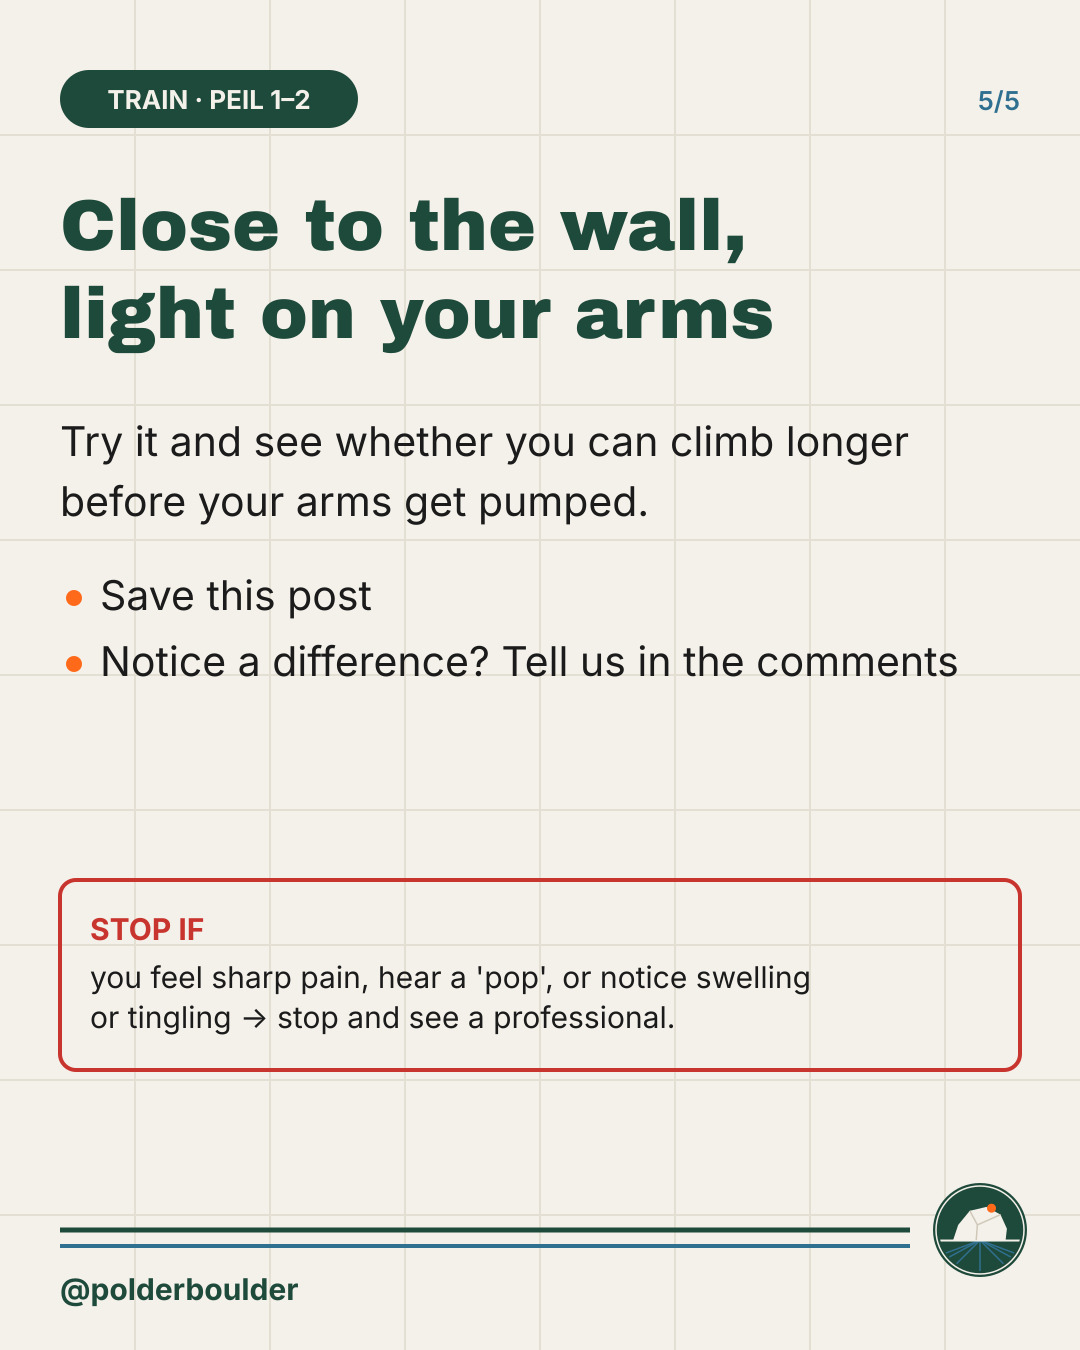 TRAIN · PEIL 1–2
5/5
Close to the wall,
light on your arms
Try it and see whether you can climb longer
before your arms get pumped.
• Save this post
• Notice a difference? Tell us in the comments
STOP IF
you feel sharp pain, hear a 'pop', or notice swelling
or tingling → stop and see a professional.
@polderboulder